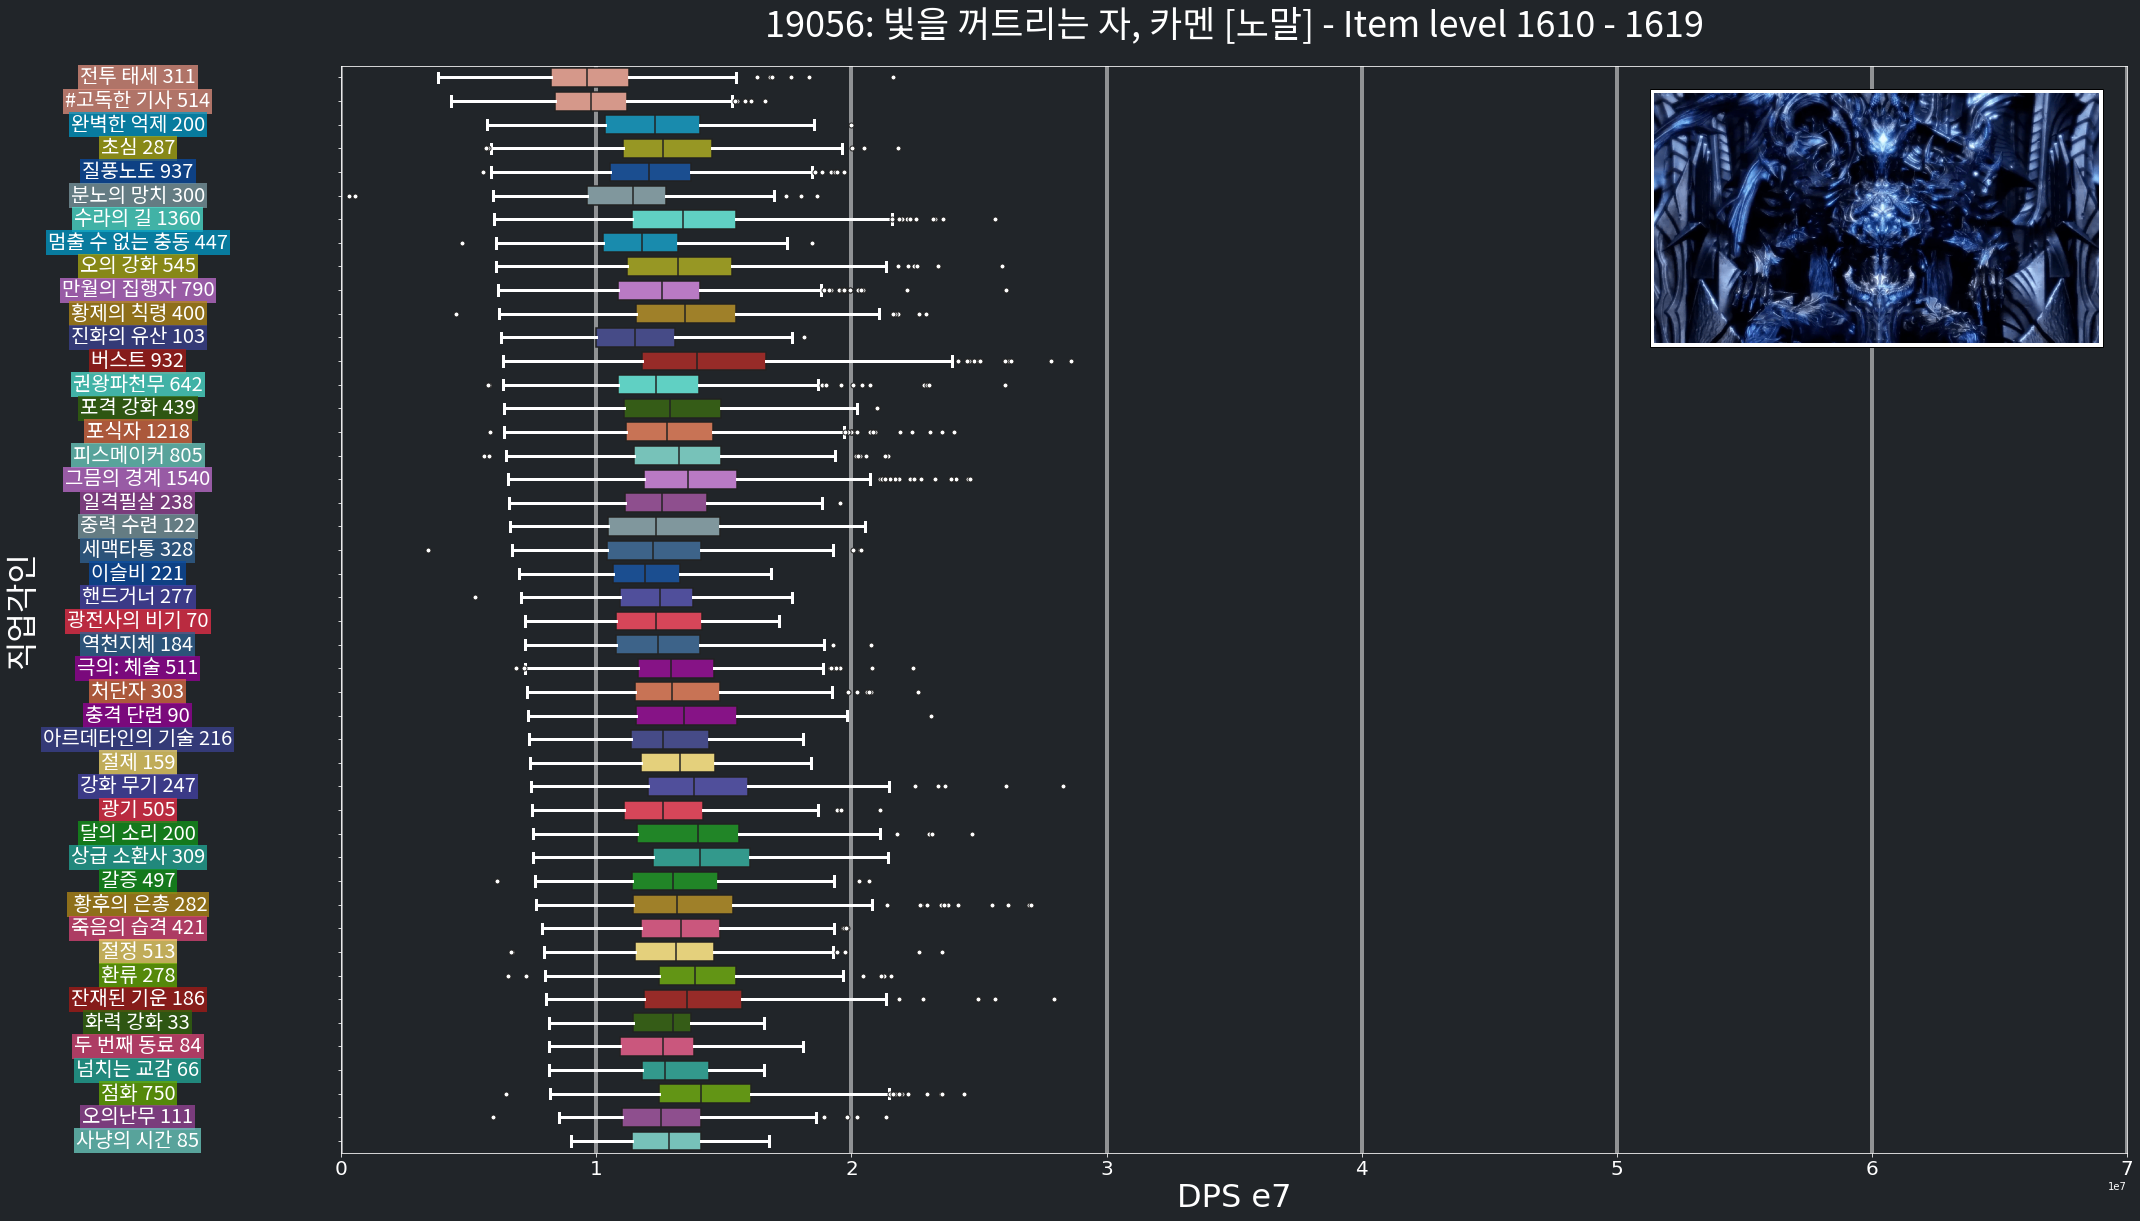 19056: 빛을 꺼트리는 자, 카멘 [노말] - Item level 1610 - 1619
직업각인
전투 태세 311
#고독한 기사 514
완벽한 억제 200
초심 287
질풍노도 937
분노의 망치 300
수라의 길 1360
멈출 수 없는 충동 447
오의 강화 545
만월의 집행자 790
황제의 칙령 400
진화의 유산 103
버스트 932
권왕파천무 642
포격 강화 439
포식자 1218
피스메이커 805
그믐의 경계 1540
일격필살 238
중력 수련 122
세맥타통 328
이슬비 221
핸드거너 277
광전사의 비기 70
역천지체 184
극의: 체술 511
처단자 303
충격 단련 90
아르데타인의 기술 216
절제 159
강화 무기 247
광기 505
달의 소리 200
상급 소환사 309
갈증 497
황후의 은총 282
죽음의 습격 421
절정 513
환류 278
잔재된 기운 186
화력 강화 33
두 번째 동료 84
넘치는 교감 66
점화 750
오의난무 111
사냥의 시간 85
0 1 2 3 4 5 6 7
1e7
DPS e7